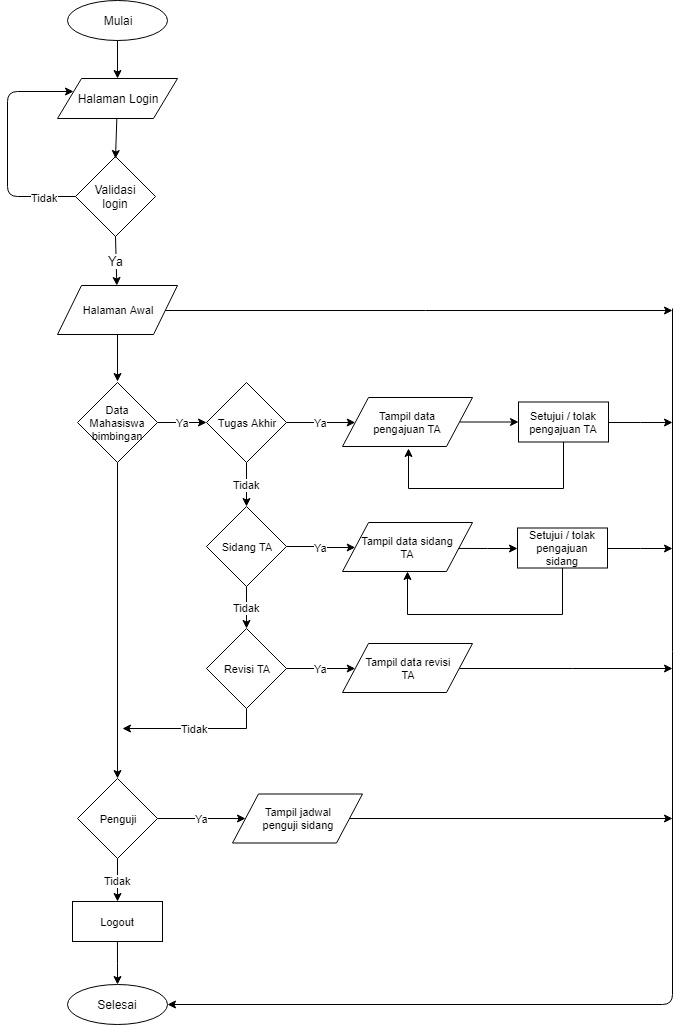 Mulai
Halaman Login
Validasi
login
Tidak
Ya
Halaman Awal
Data
Mahasiswa
bimbingan
Ya
Tugas Akhir
Ya
Tampil data
pengajuan TA
Setujui / tolak
pengajuan TA
Tidak
Sidang TA
Ya
Tampil data sidang
TA
Setujui / tolak
pengajuan
sidang
Tidak
Revisi TA
Ya
Tampil data revisi
TA
Tidak
Penguji
Ya
Tampil jadwal
penguji sidang
Tidak
Logout
Selesai